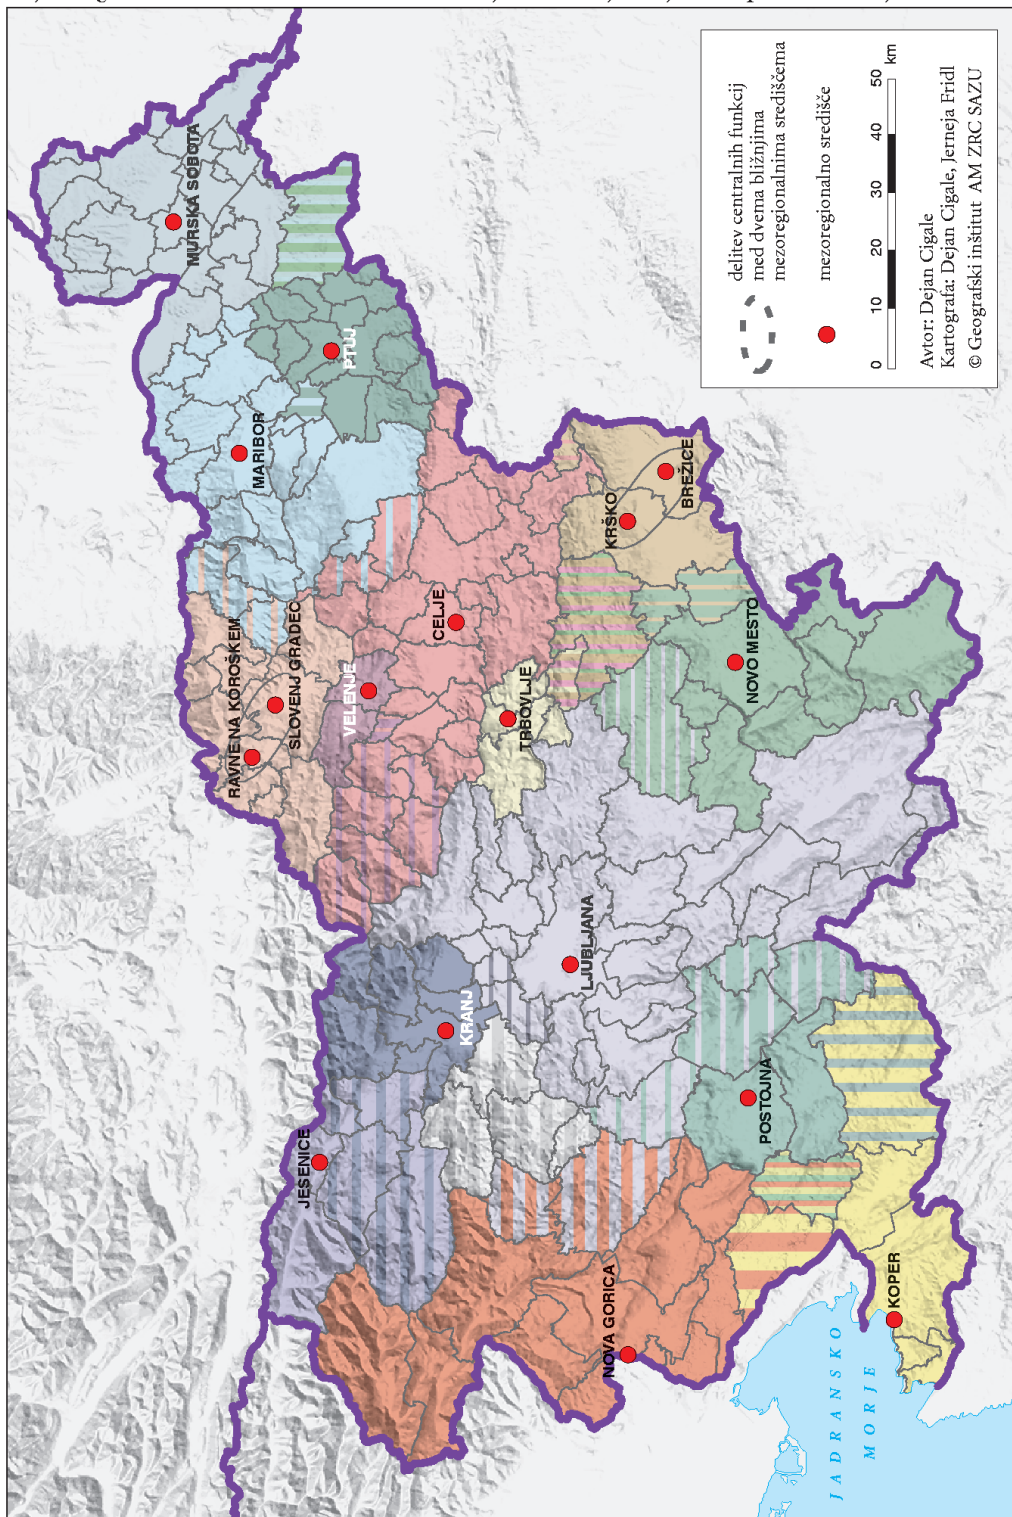 MURSKA SOBOTA
PTUJ
MARIBOR
RAVNE NA KOROŠKEM
SLOVENJ GRADEC
VELENJE
CELJE
TRBOVLJE
KRŠKO
BREŽICE
NOVO MESTO
JESENICE
KRANJ
LJUBLJANA
POSTOJNA
NOVA GORICA
KOPER
JADRANSKO
MORJE
delitev centralnih funkcij
med dvema bližnjima
mezoregionalnima središčema
mezoregionalno središče
0 10 20 30 40 50 km
Avtor: Dejan Cigale
Kartografa: Dejan Cigale, Jerneja Fridl
© Geografski inštitut AM ZRC SAZU